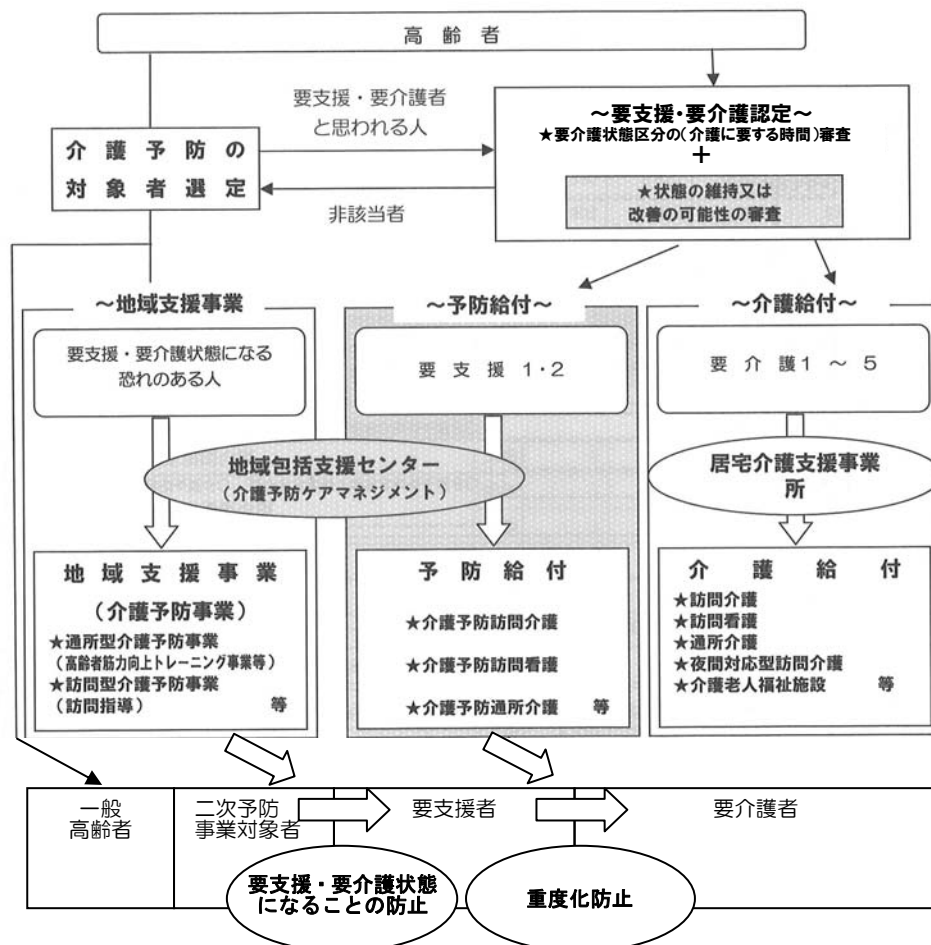 高齢者
要支援・要介護者
と思われる人
～要支援・要介護認定～
★要介護状態区分の(介護に要する時間)審査
＋
★状態の維持又は
改善の可能性の審査
介護予防の
対象者選定
非該当者
～地域支援事業
要支援・要介護状態になる
恐れのある人
～予防給付～
要支援 1・2
～介護給付～
要介護1 ～ 5
地域包括支援センター
（介護予防ケアマネジメント）
居宅介護支援事業
所
地域支援事業
（介護予防事業）
★通所型介護予防事業
(高齢者筋力向上トレーニング事業等)
★訪問型介護予防事業
(訪問指導) 等
予防給付
★介護予防訪問介護
★介護予防訪問看護
★介護予防通所介護 等
介護給付
★訪問介護
★訪問看護
★通所介護
★夜間対応型訪問介護
★介護老人福祉施設 等
一般
高齢者
二次予防
事業対象者
要支援者
要介護者
要支援・要介護状態
になることの防止
重度化防止